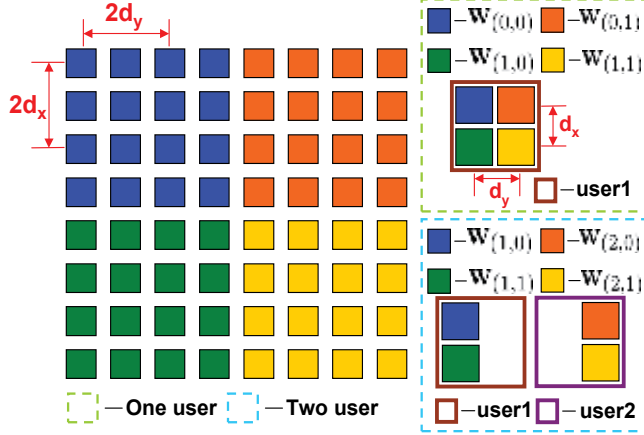 2d_y
2d_x
–W_(0,0) –W_(0,1)
–W_(1,0) –W_(1,1)
d_x
d_y
–user1
–W_(1,0) –W_(2,0)
–W_(1,1) –W_(2,1)
–One user –Two user
–user1 –user2